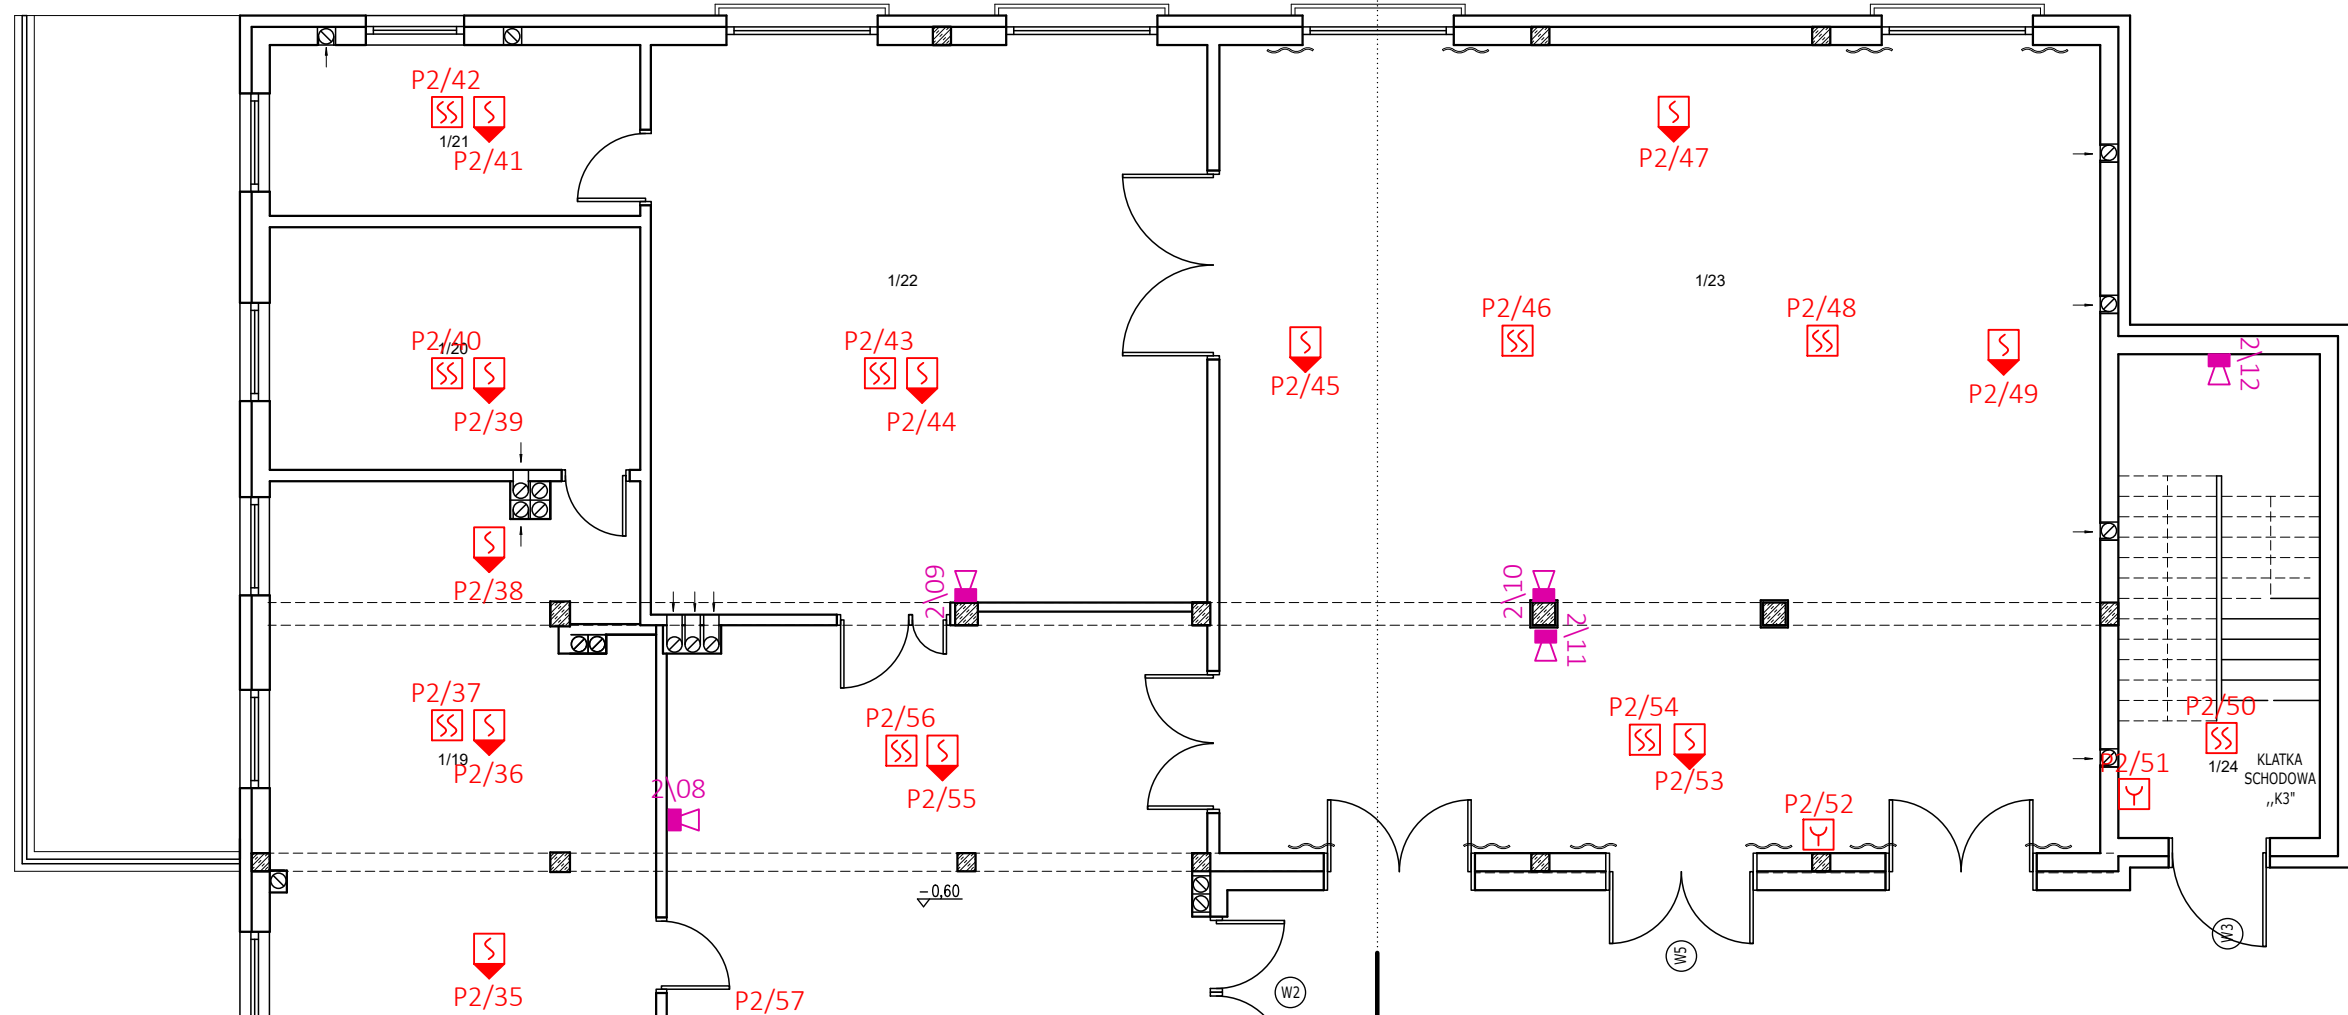 P2/42
1/21
P2/41
P2/47
1/22
1/23
P2/40
1/20
P2/39
P2/43
P2/44
P2/45
P2/46
P2/48
P2/49
2\12
P2/38
2\09
2\10
2\11
P2/37
1/19
P2/36
2\08
P2/56
P2/55
P2/54
P2/53
P2/52
P2/51
P2/50
1/24
KLATKA
SCHODOWA
,,K3"
-0,60
P2/35
P2/57
W2
W5
W3